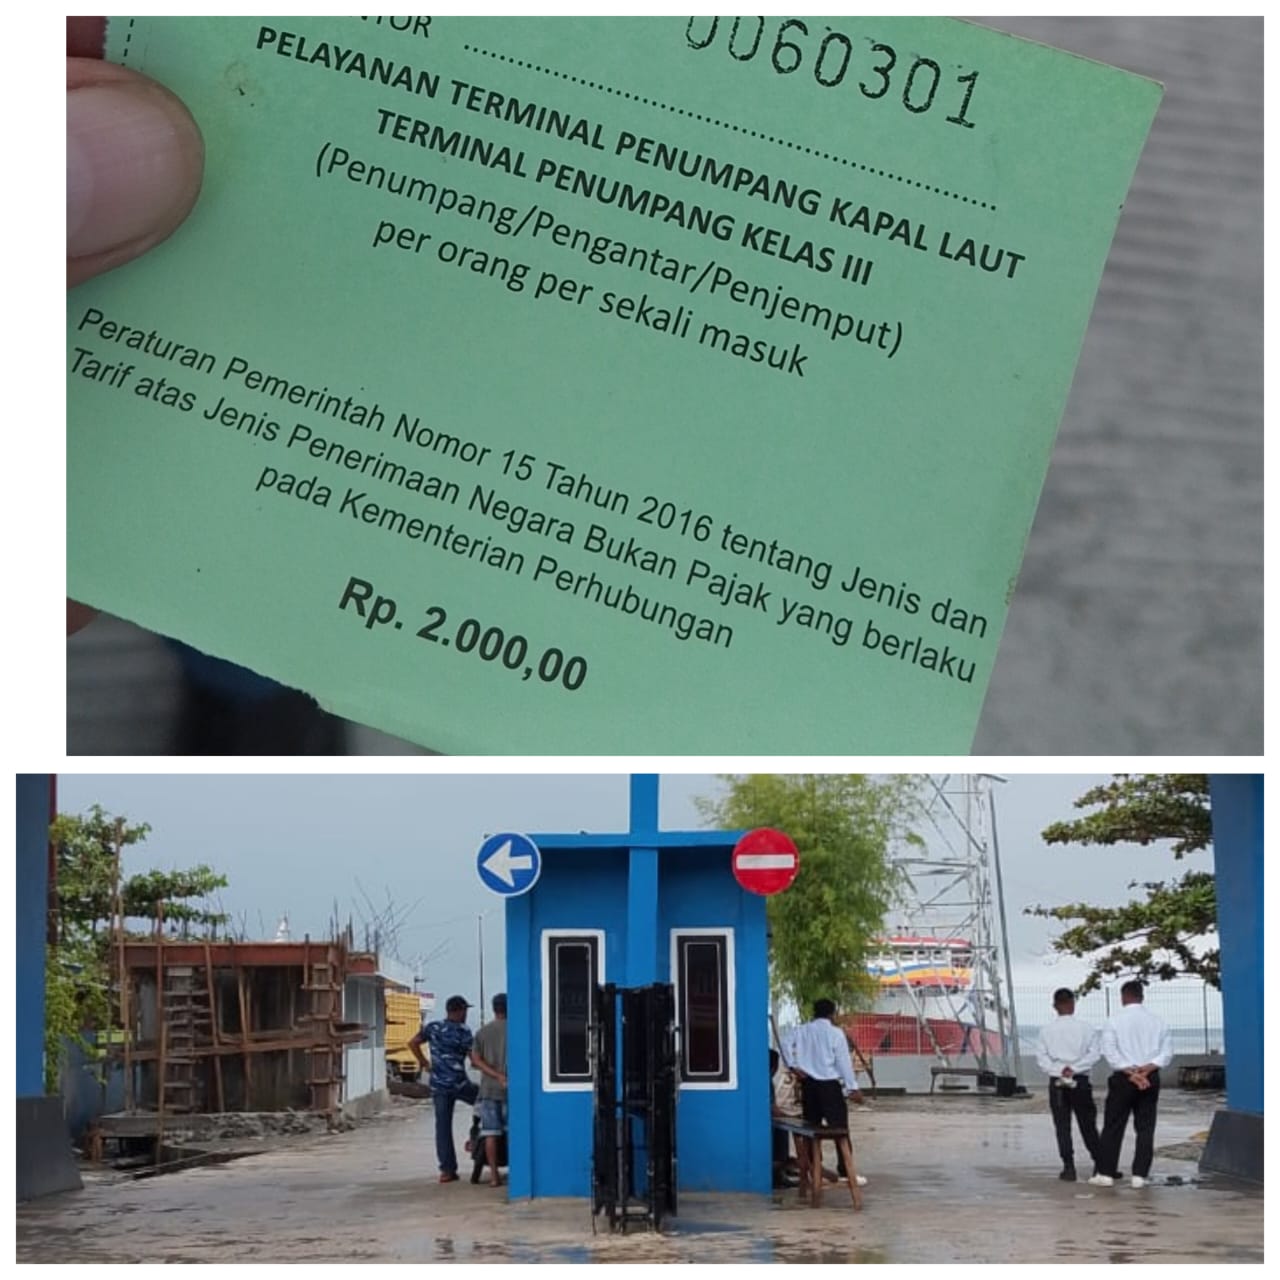 0060301
PELAYANAN TERMINAL PENUMPANG KAPAL LAUT
TERMINAL PENUMPANG KELAS III
(Penumpang/Pengantar/Penjemput)
per orang per sekali masuk
Peraturan Pemerintah Nomor 15 Tahun 2016 tentang Jenis dan
Tarif atas Jenis Penerimaan Negara Bukan Pajak yang berlaku
pada Kementerian Perhubungan
Rp. 2.000,00